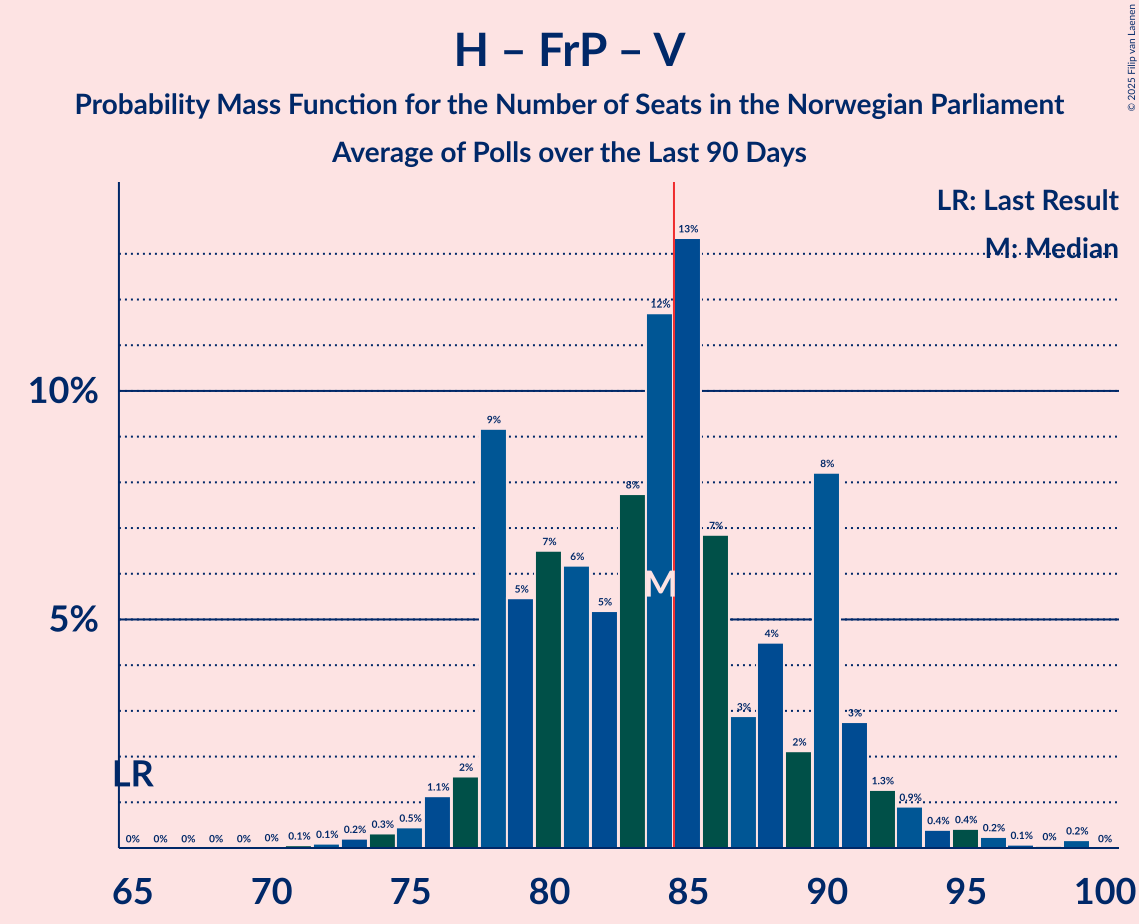 H – FrP – V
Probability Mass Function for the Number of Seats in the Norwegian Parliament
Average of Polls over the Last 90 Days
© 2025 Filip van Laenen
LR: Last Result
M: Median
10%
5%
LR
M
0% 0% 0% 0% 0% 0% 0.1% 0.1% 0.2% 0.3% 0.5% 1.1% 2% 9% 5% 7% 6% 5% 8% 12% 13% 7% 3% 4% 2% 8% 3% 1.3% 0.9% 0.4% 0.4% 0.2% 0.1% 0% 0.2% 0%
65 70 75 80 85 90 95 100